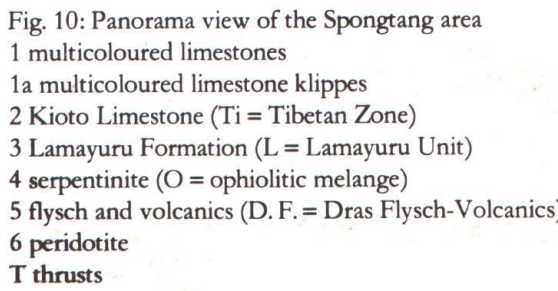 Fig. 10: Panorama view of the Spongtang area
1 multicoloured limestones
1a multicoloured limestone klippes
2 Kioto Limestone (Ti = Tibetan Zone)
3 Lamayuru Formation (L = Lamayuru Unit)
4 serpentinite (O = ophiolitic melange)
5 flysch and volcanics (D. F. = Dras Flysch-Volcanics)
6 peridotite
T thrusts